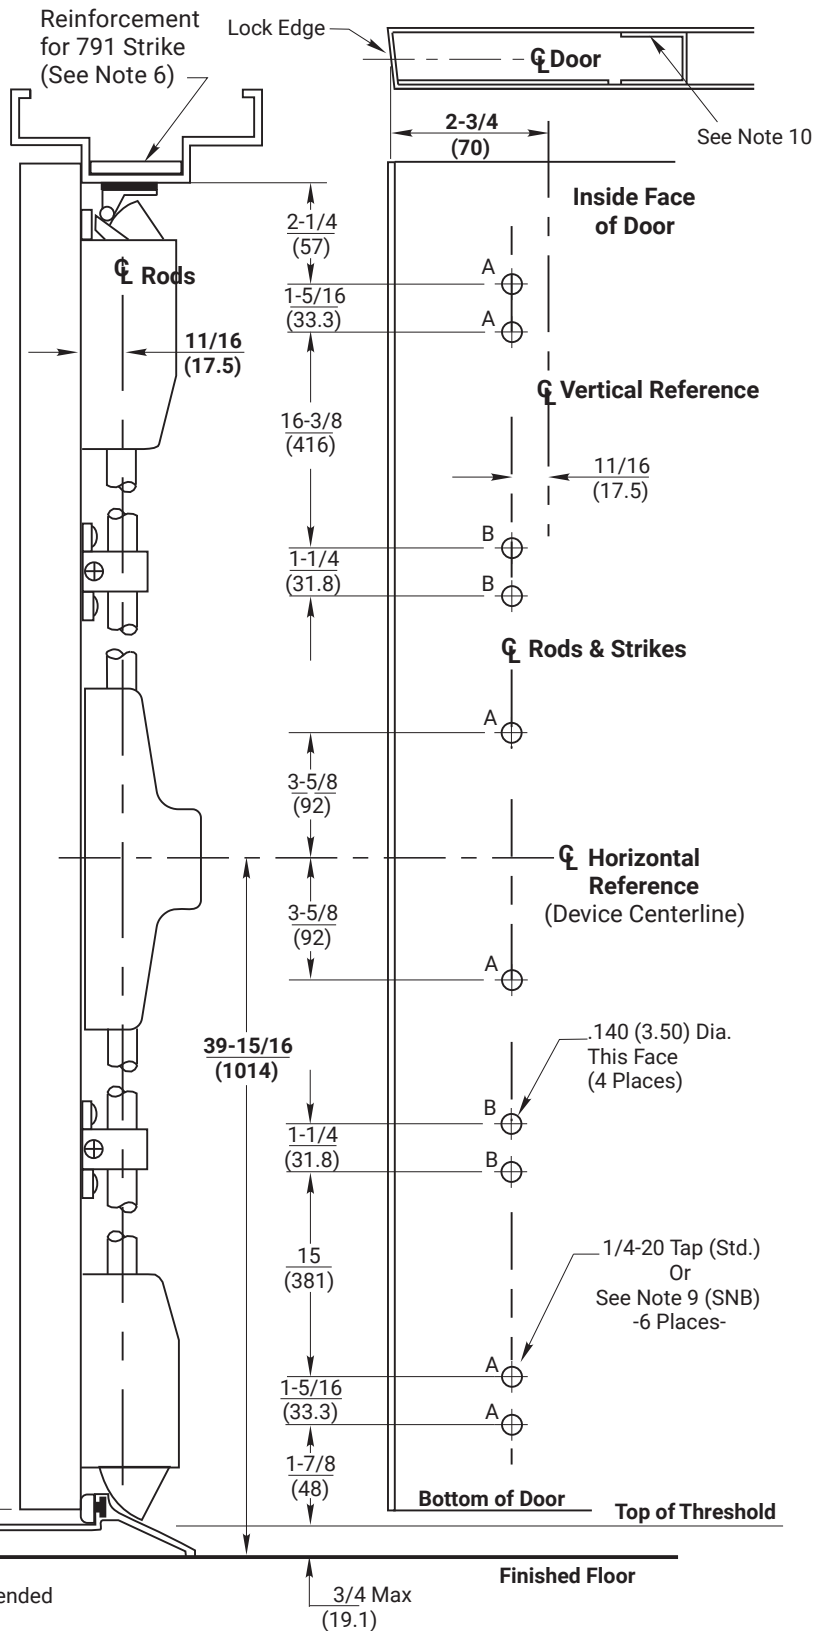 Reinforcement
for 791 Strike
(See Note 6)
Lock Edge
℄ Door
See Note 10
2-3/4
(70)
Inside Face
of Door
2-1/4
(57)
℄ Rods
A
1-5/16
(33.3)
A
11/16
(17.5)
℄ Vertical Reference
16-3/8
(416)
11/16
(17.5)
B
1-1/4
(31.8)
B
℄ Rods & Strikes
A
3-5/8
(92)
℄ Horizontal
Reference
(Device Centerline)
3-5/8
(92)
A
39-15/16
(1014)
.140 (3.50) Dia.
This Face
(4 Places)
B
1-1/4
(31.8)
B
15
(381)
1/4-20 Tap (Std.)
Or
See Note 9 (SNB)
-6 Places-
A
1-5/16
(33.3)
A
1-7/8
(48)
Bottom of Door
Top of Threshold
Finished Floor
ended
3/4 Max
(19.1)